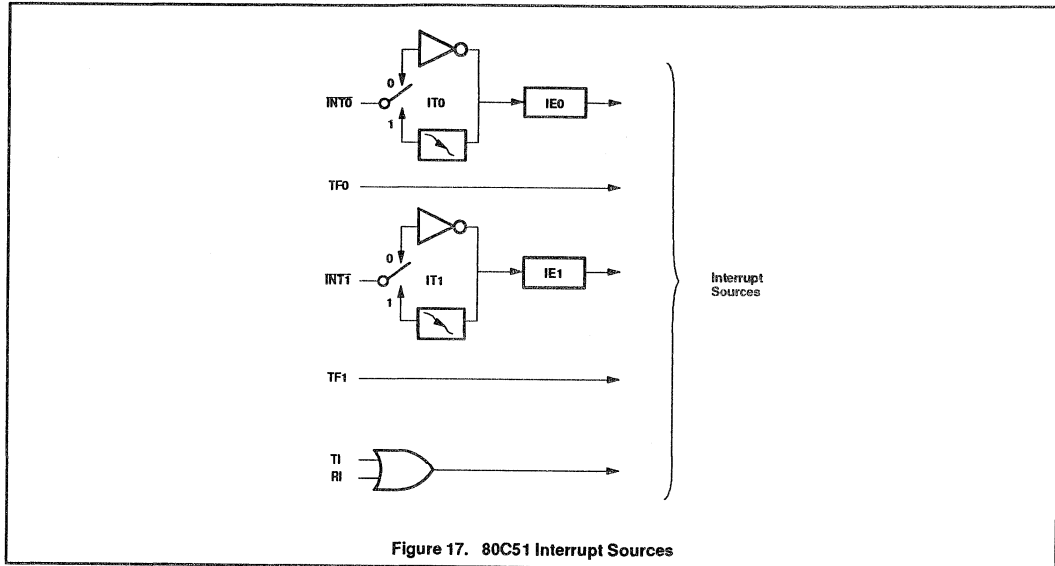 0
INT0
IT0
IE0
1
TF0
0
INT1
IT1
IE1
1
Interrupt
Sources
TF1
TI
RI
Figure 17. 80C51 Interrupt Sources